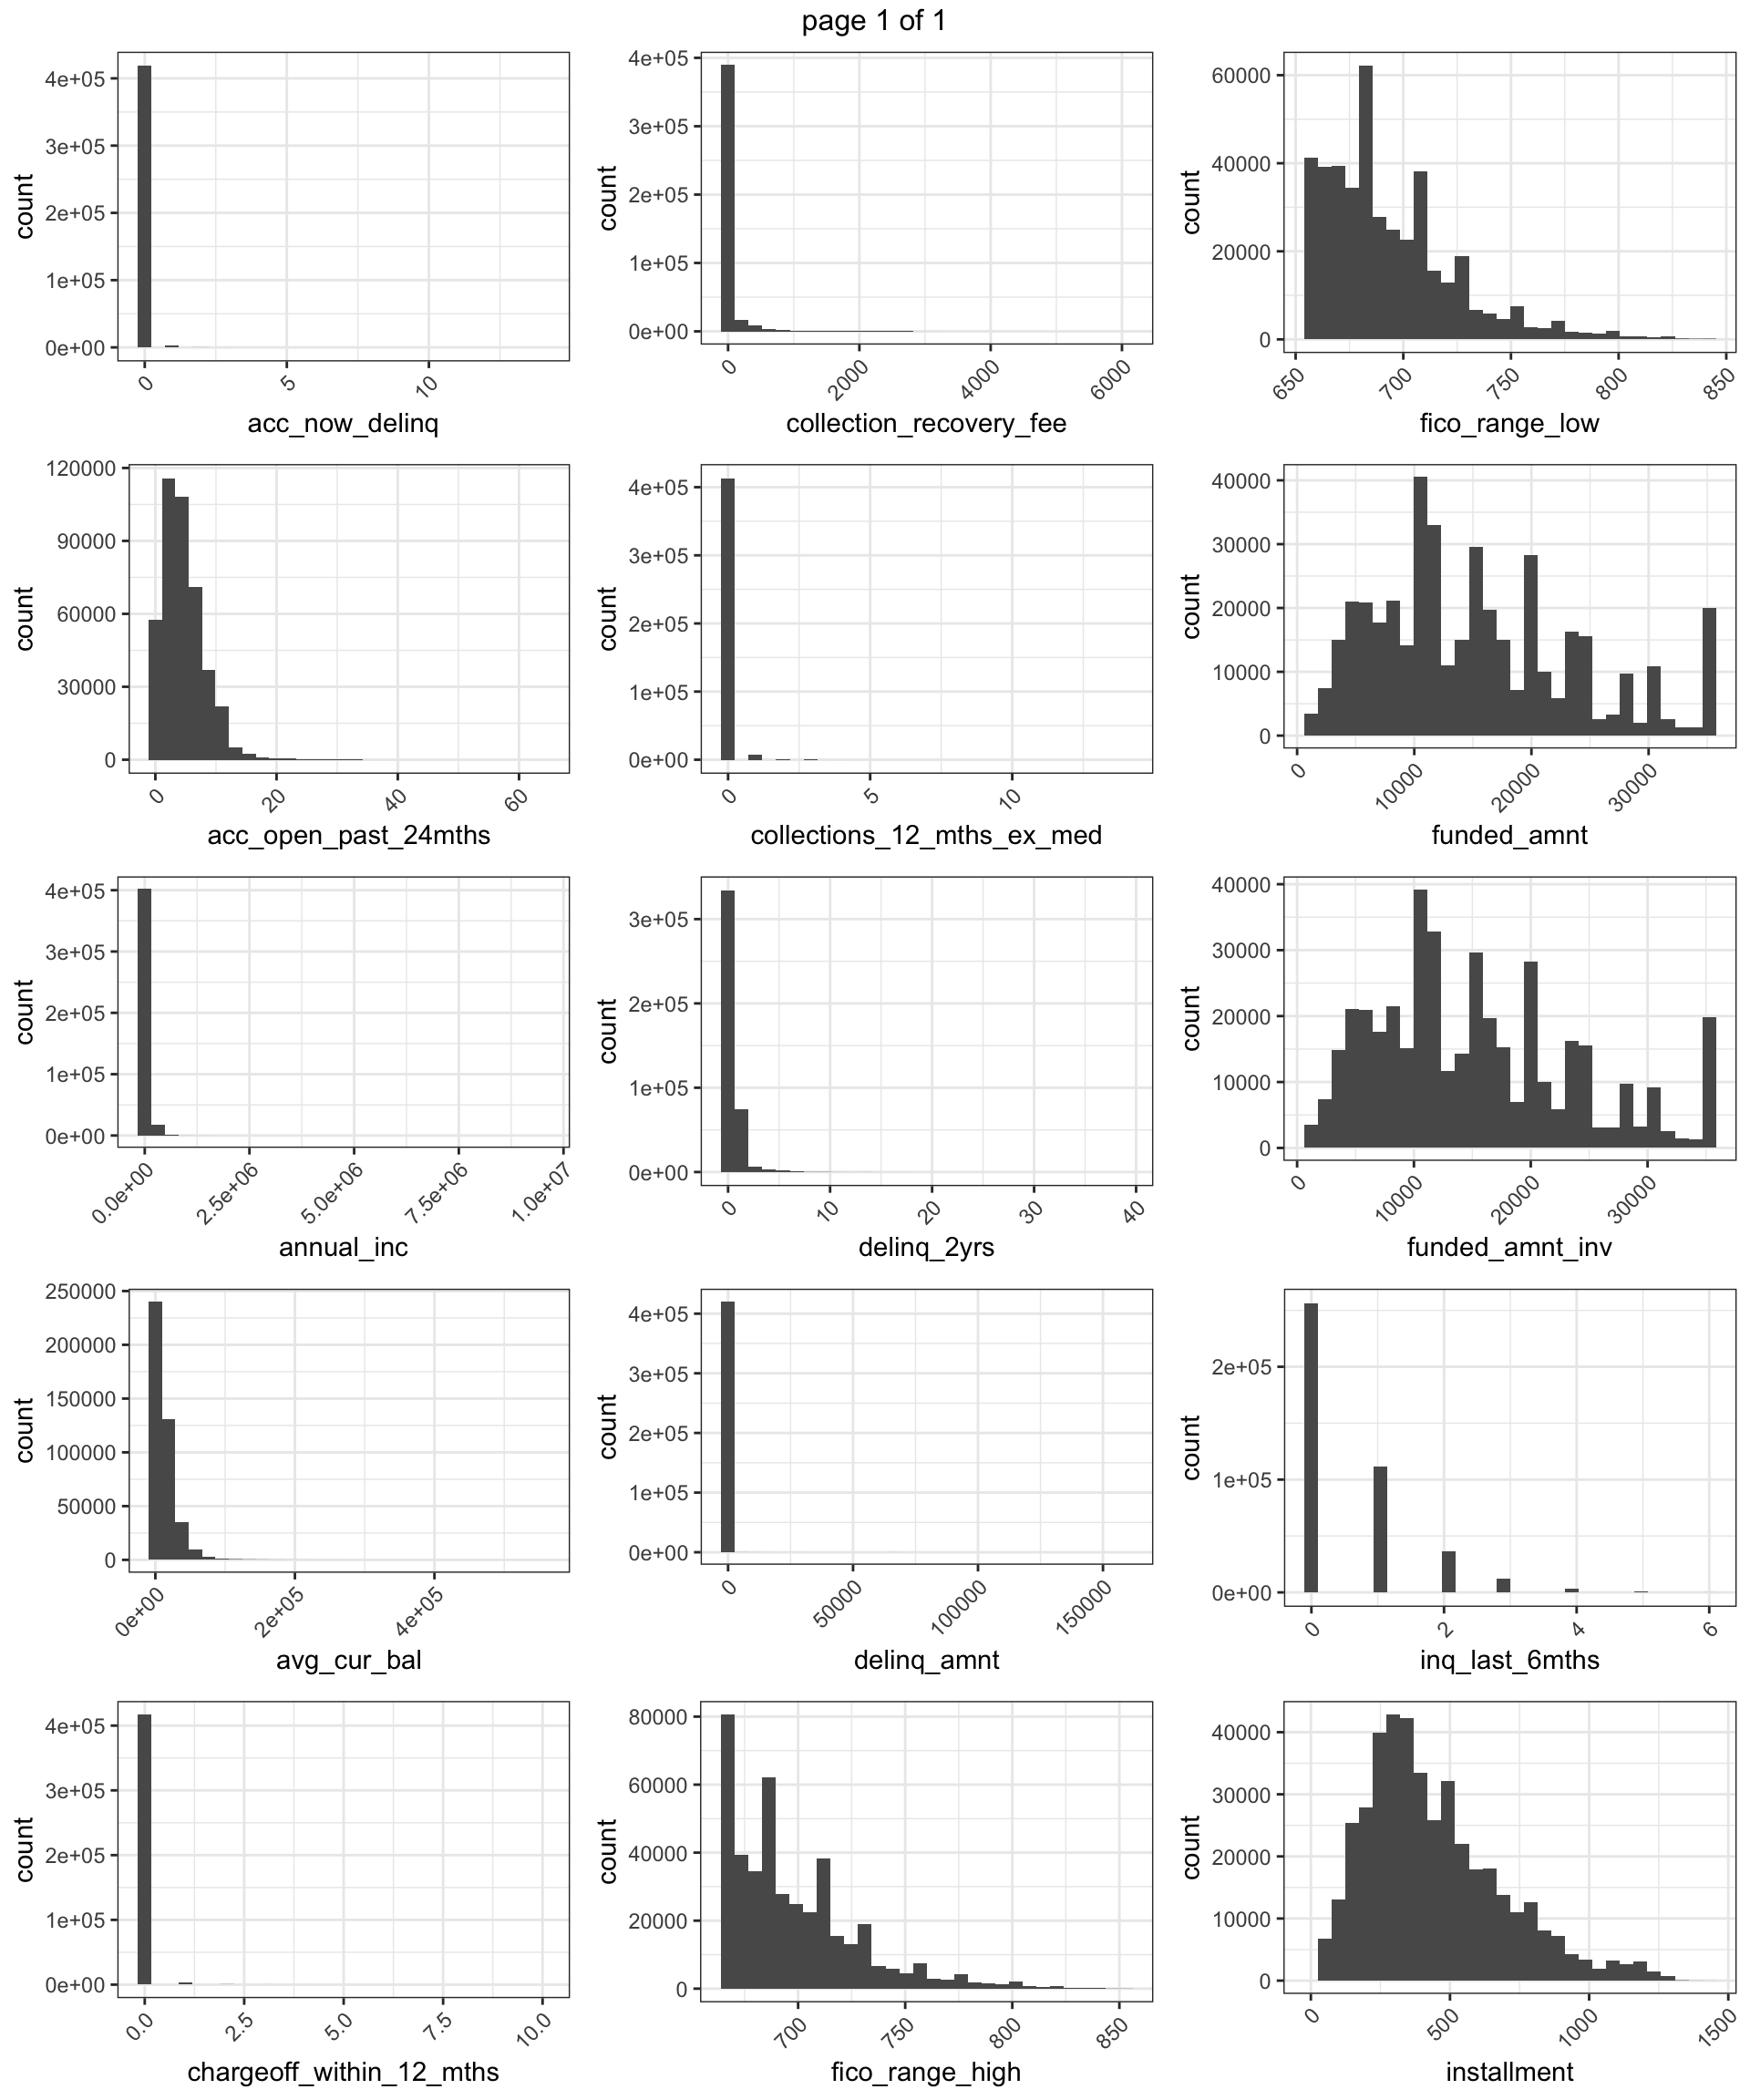 page 1 of 1
count
4e+05
3e+05
2e+05
1e+05
0e+00
0 5 10
acc_now_delinq
count
4e+05
3e+05
2e+05
1e+05
0e+00
0 2000 4000 6000
collection_recovery_fee
count
60000
40000
20000
0
650 700 750 800 850
fico_range_low
count
120000
90000
60000
30000
0
0 20 40 60
acc_open_past_24mths
count
4e+05
3e+05
2e+05
1e+05
0e+00
0 5 10
collections_12_mths_ex_med
count
40000
30000
20000
10000
0
0 10000 20000 30000
funded_amnt
count
4e+05
3e+05
2e+05
1e+05
0e+00
0.0e+00 2.5e+06 5.0e+06 7.5e+06 1.0e+07
annual_inc
count
3e+05
2e+05
1e+05
0e+00
0 10 20 30 40
delinq_2yrs
count
40000
30000
20000
10000
0
0 10000 20000 30000
funded_amnt_inv
count
250000
200000
150000
100000
50000
0
0e+00 2e+05 4e+05
avg_cur_bal
count
4e+05
3e+05
2e+05
1e+05
0e+00
0 50000 100000 150000
delinq_amnt
count
2e+05
1e+05
0e+00
0 2 4 6
inq_last_6mths
count
4e+05
3e+05
2e+05
1e+05
0e+00
0.0 2.5 5.0 7.5 10.0
chargeoff_within_12_mths
count
80000
60000
40000
20000
0
700 750 800 850
fico_range_high
count
40000
30000
20000
10000
0
0 500 1000 1500
installment